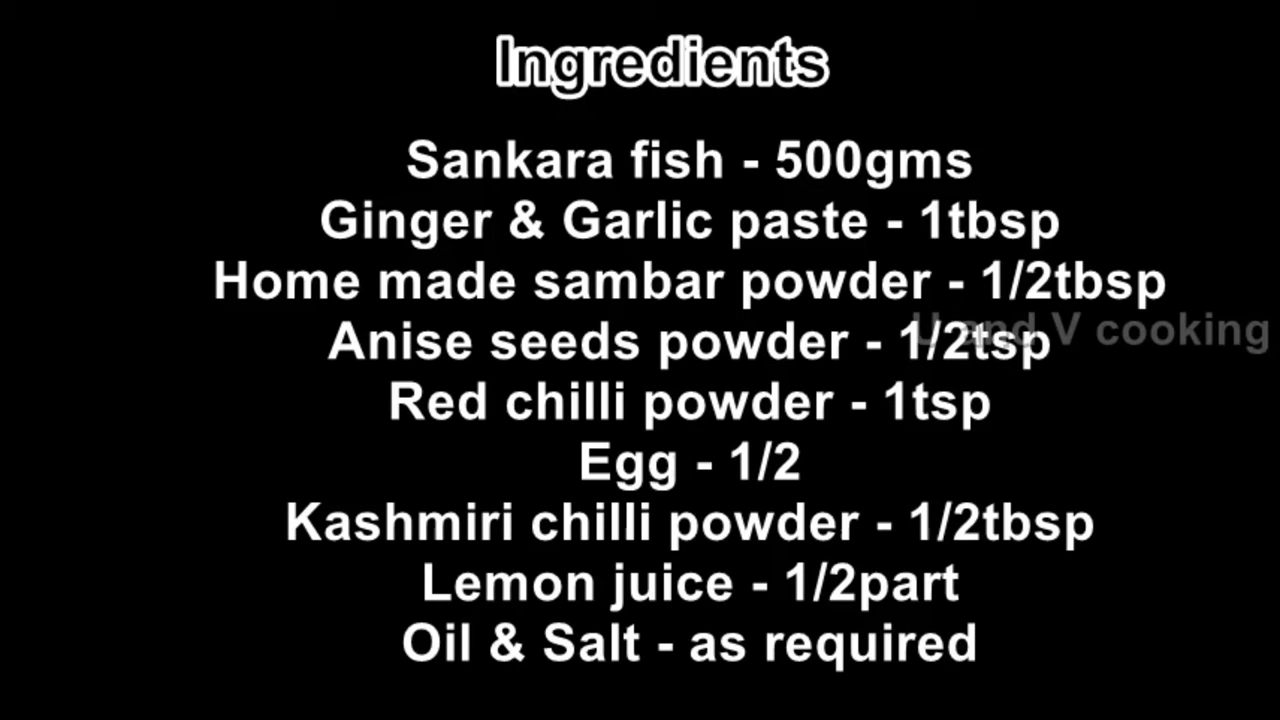 Ingredients
Sankara fish - 500gms
Ginger & Garlic paste - 1tbsp
Home made sambar powder - 1/2tbsp
Anise seeds powder - 1/2tsp
U and V cooking
Red chilli powder - 1tsp
Egg - 1/2
Kashmiri chilli powder - 1/2tbsp
Lemon juice - 1/2part
Oil & Salt - as required